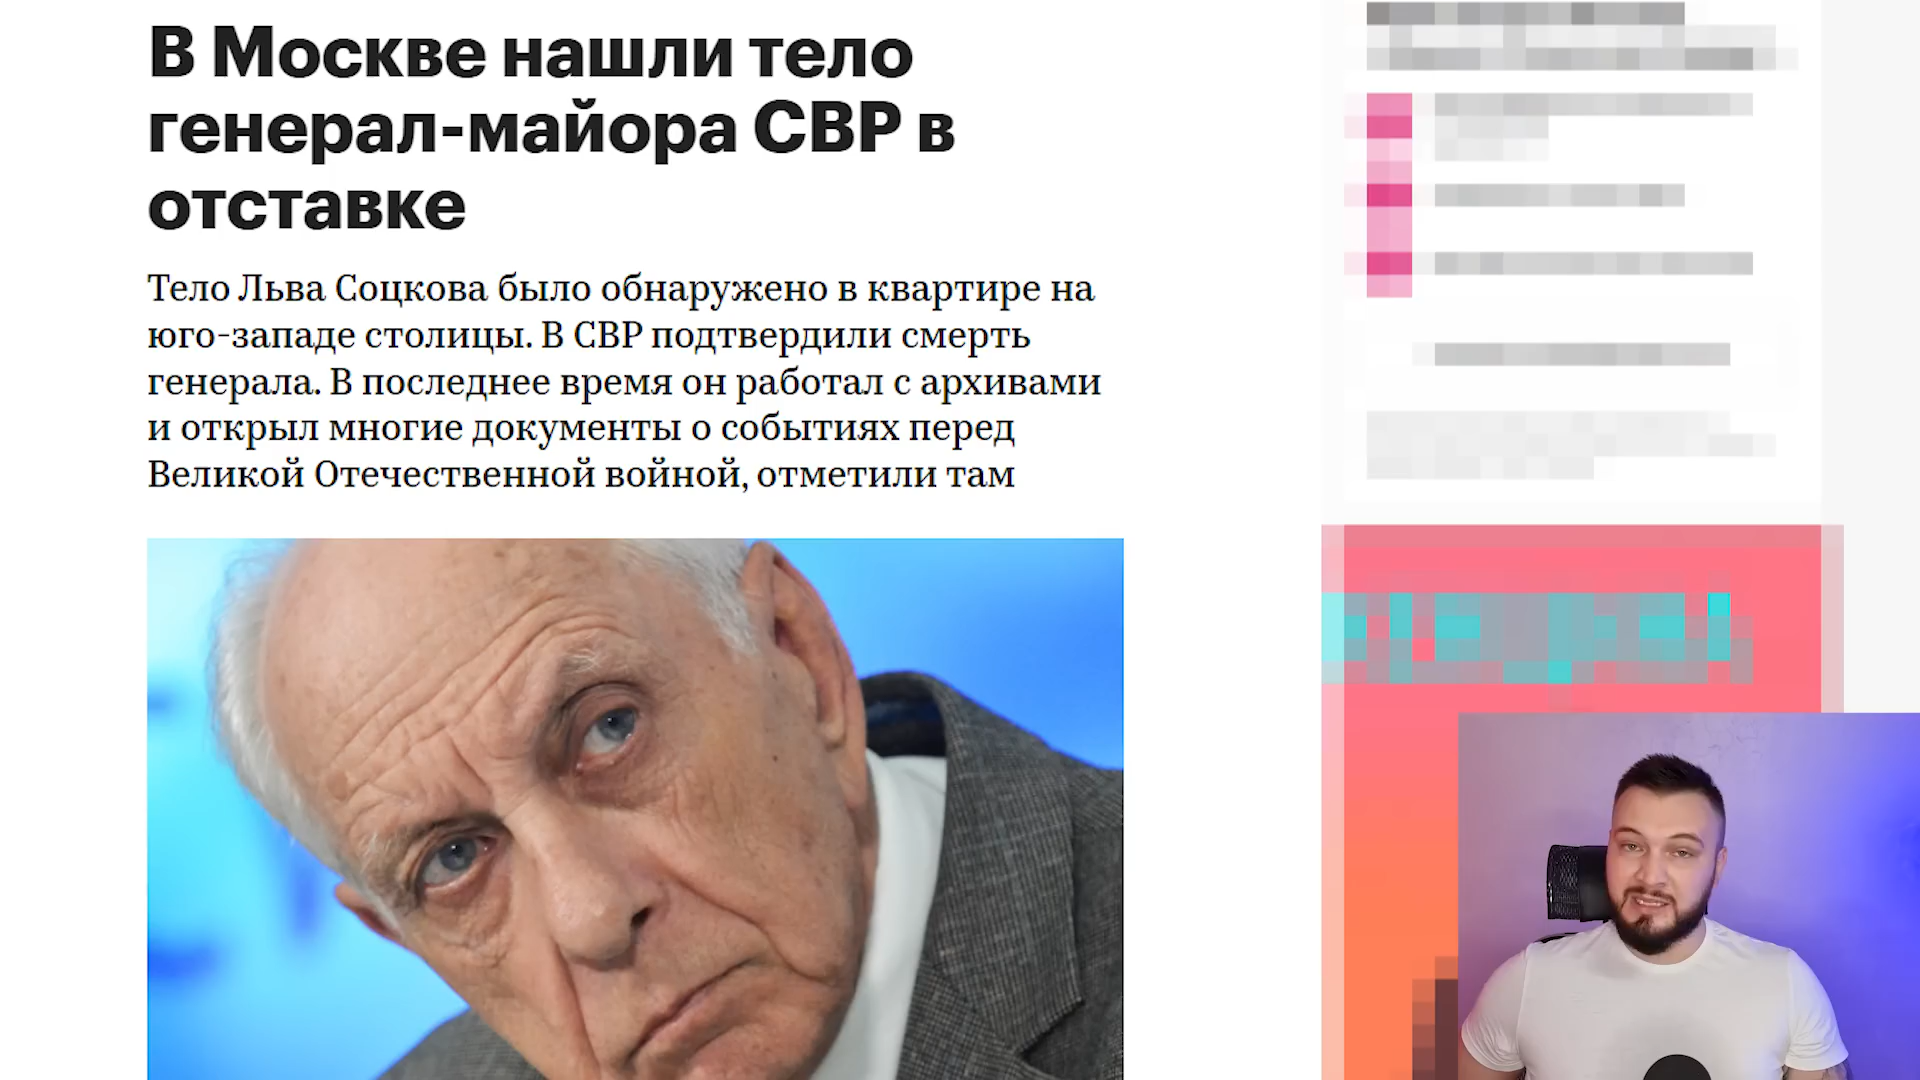 В Москве нашли тело
генерал-майора СВР в
отставке
Тело Льва Соцкова было обнаружено в квартире на
юго-западе столицы. В СВР подтвердили смерть
генерала. В последнее время он работал с архивами
и открыл многие документы о событиях перед
Великой Отечественной войной, отметили там